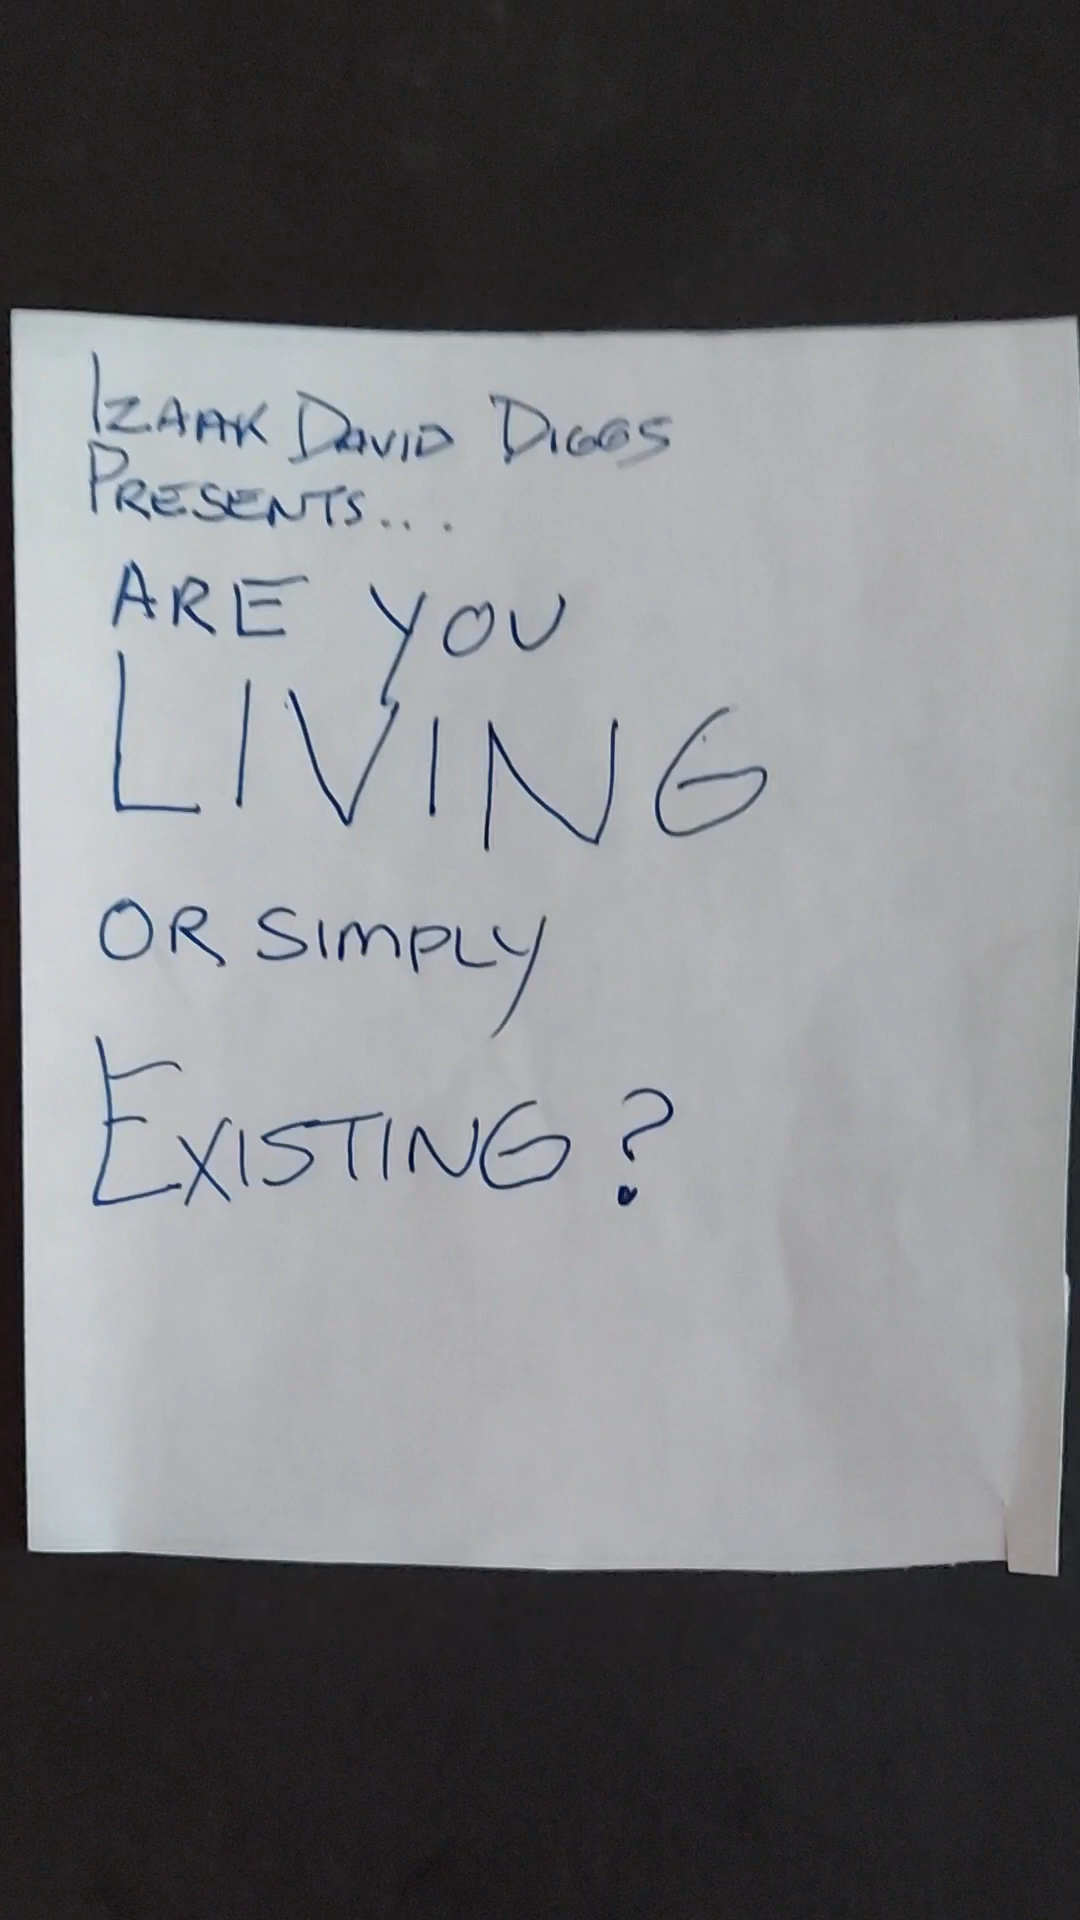 IZAAK DAVID DIGGS
PRESENTS...
ARE YOU
LIVING
OR SIMPLY
EXISTING?